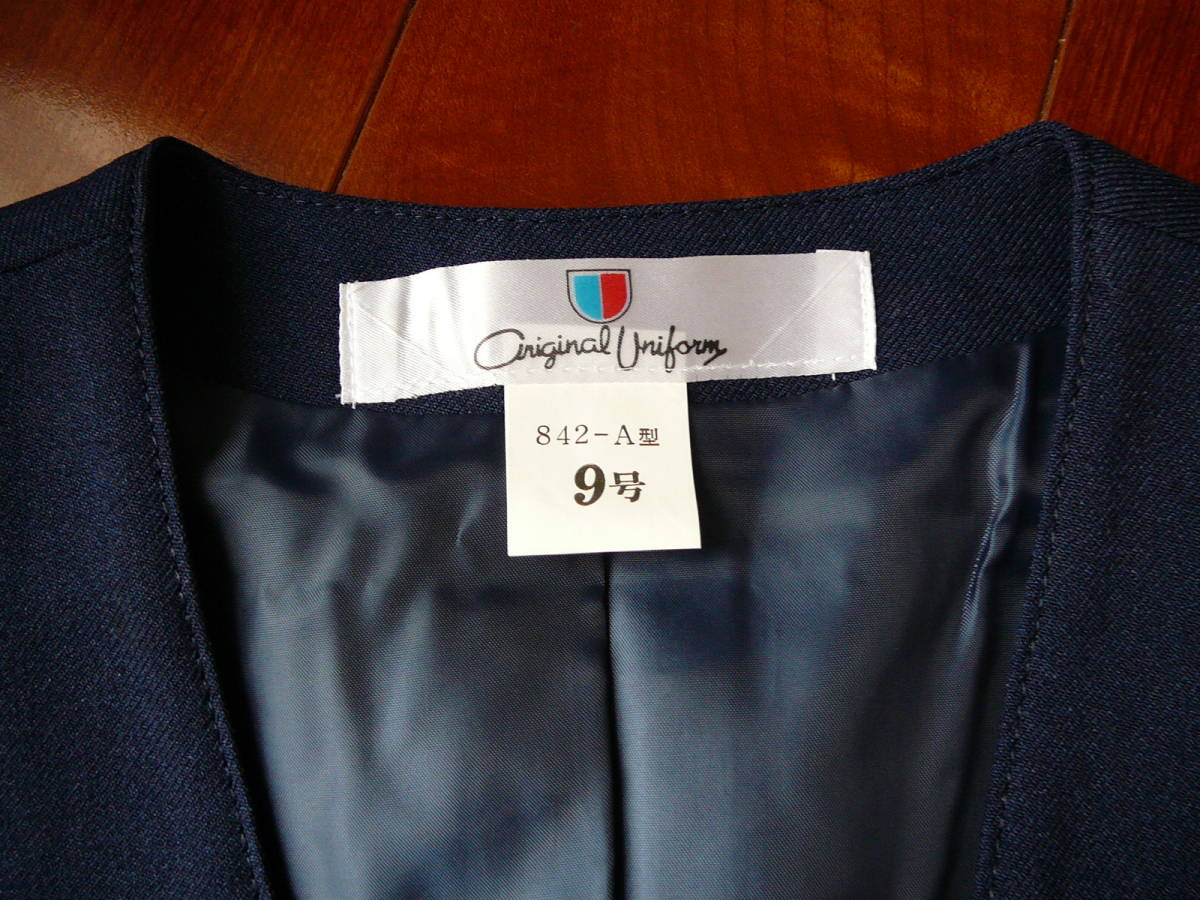 Original Uniform
842-A型
9号